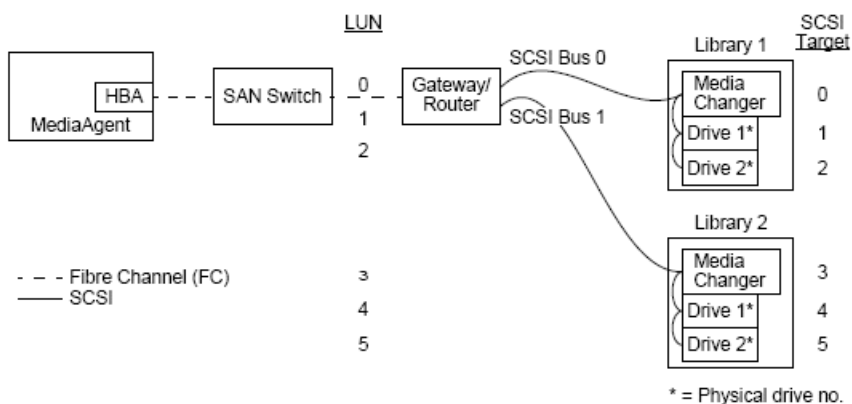 LUN
SCSI
Target
Library 1
SCSI Bus 0
Media
Changer
0
HBA
MediaAgent
SAN Switch
0
1
2
Gateway/
Router
SCSI Bus 1
Drive 1*
1
Drive 2*
2
Library 2
Media
Changer
3
Drive 1*
4
Drive 2*
5
- - - Fibre Channel (FC)
SCSI
3
4
5
* = Physical drive no.